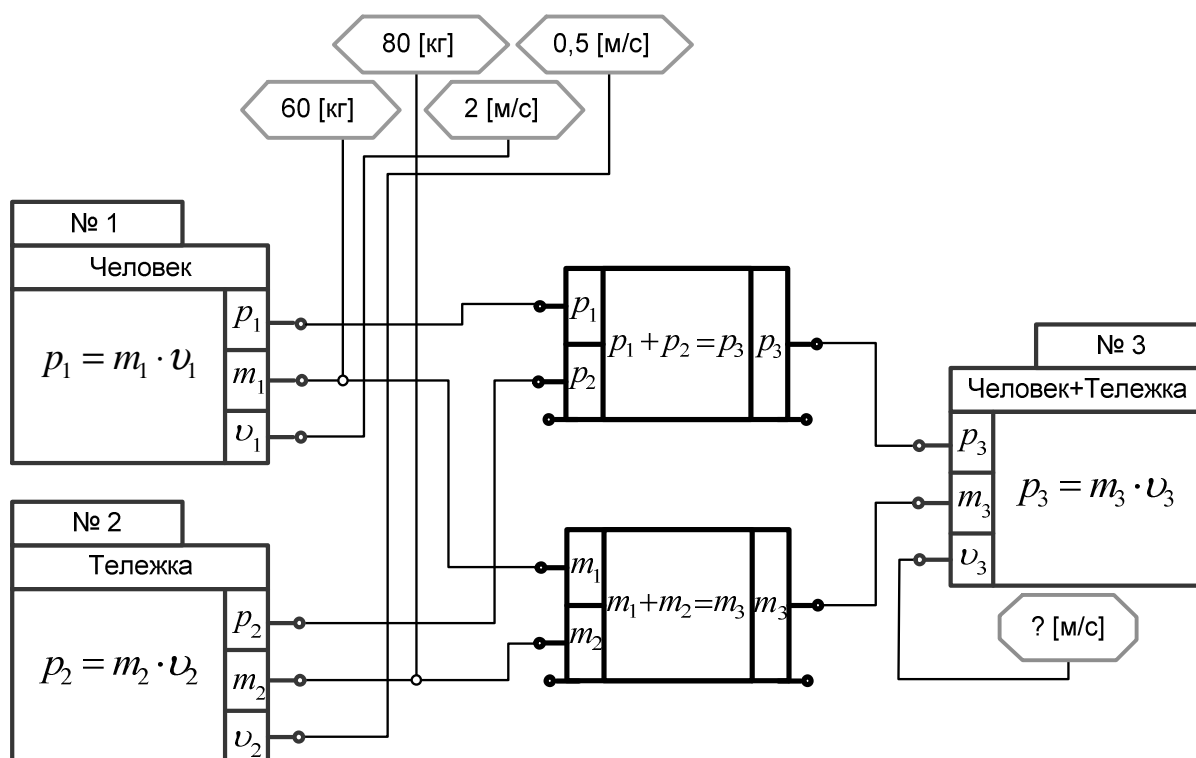 80 [кг]
0,5 [м/с]
60 [кг]
2 [м/с]
№ 1
Человек
p₁ = m₁ · υ₁
p₁
m₁
υ₁
№ 2
Тележка
p₂ = m₂ · υ₂
p₂
m₂
υ₂
p₁
p₂
p₁ + p₂ = p₃
p₃
m₁
m₂
m₁+m₂=m₃
m₃
№ 3
Человек+Тележка
p₃
m₃
υ₃
p₃ = m₃ · υ₃
? [м/с]